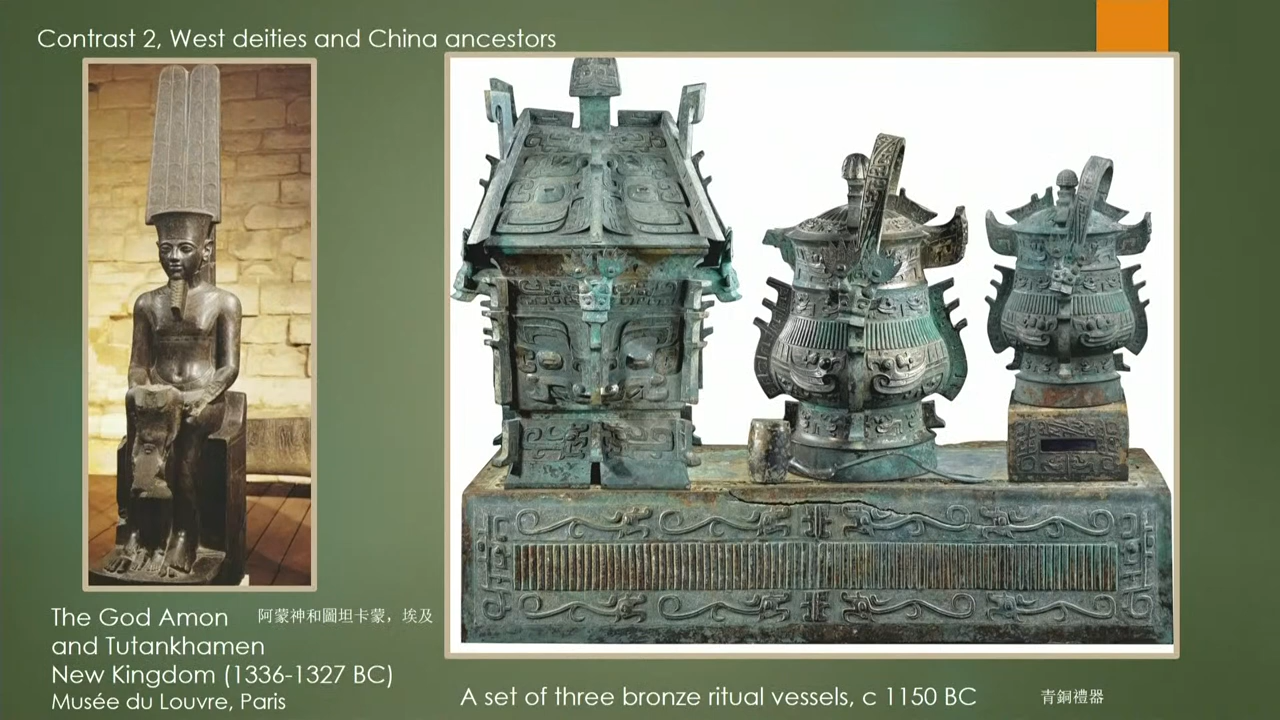 Contrast 2, West deities and China ancestors
The God Amon 阿蒙神和圖坦卡蒙，埃及
and Tutankhamen
New Kingdom (1336-1327 BC)
Musée du Louvre, Paris
A set of three bronze ritual vessels, c 1150 BC 青銅禮器